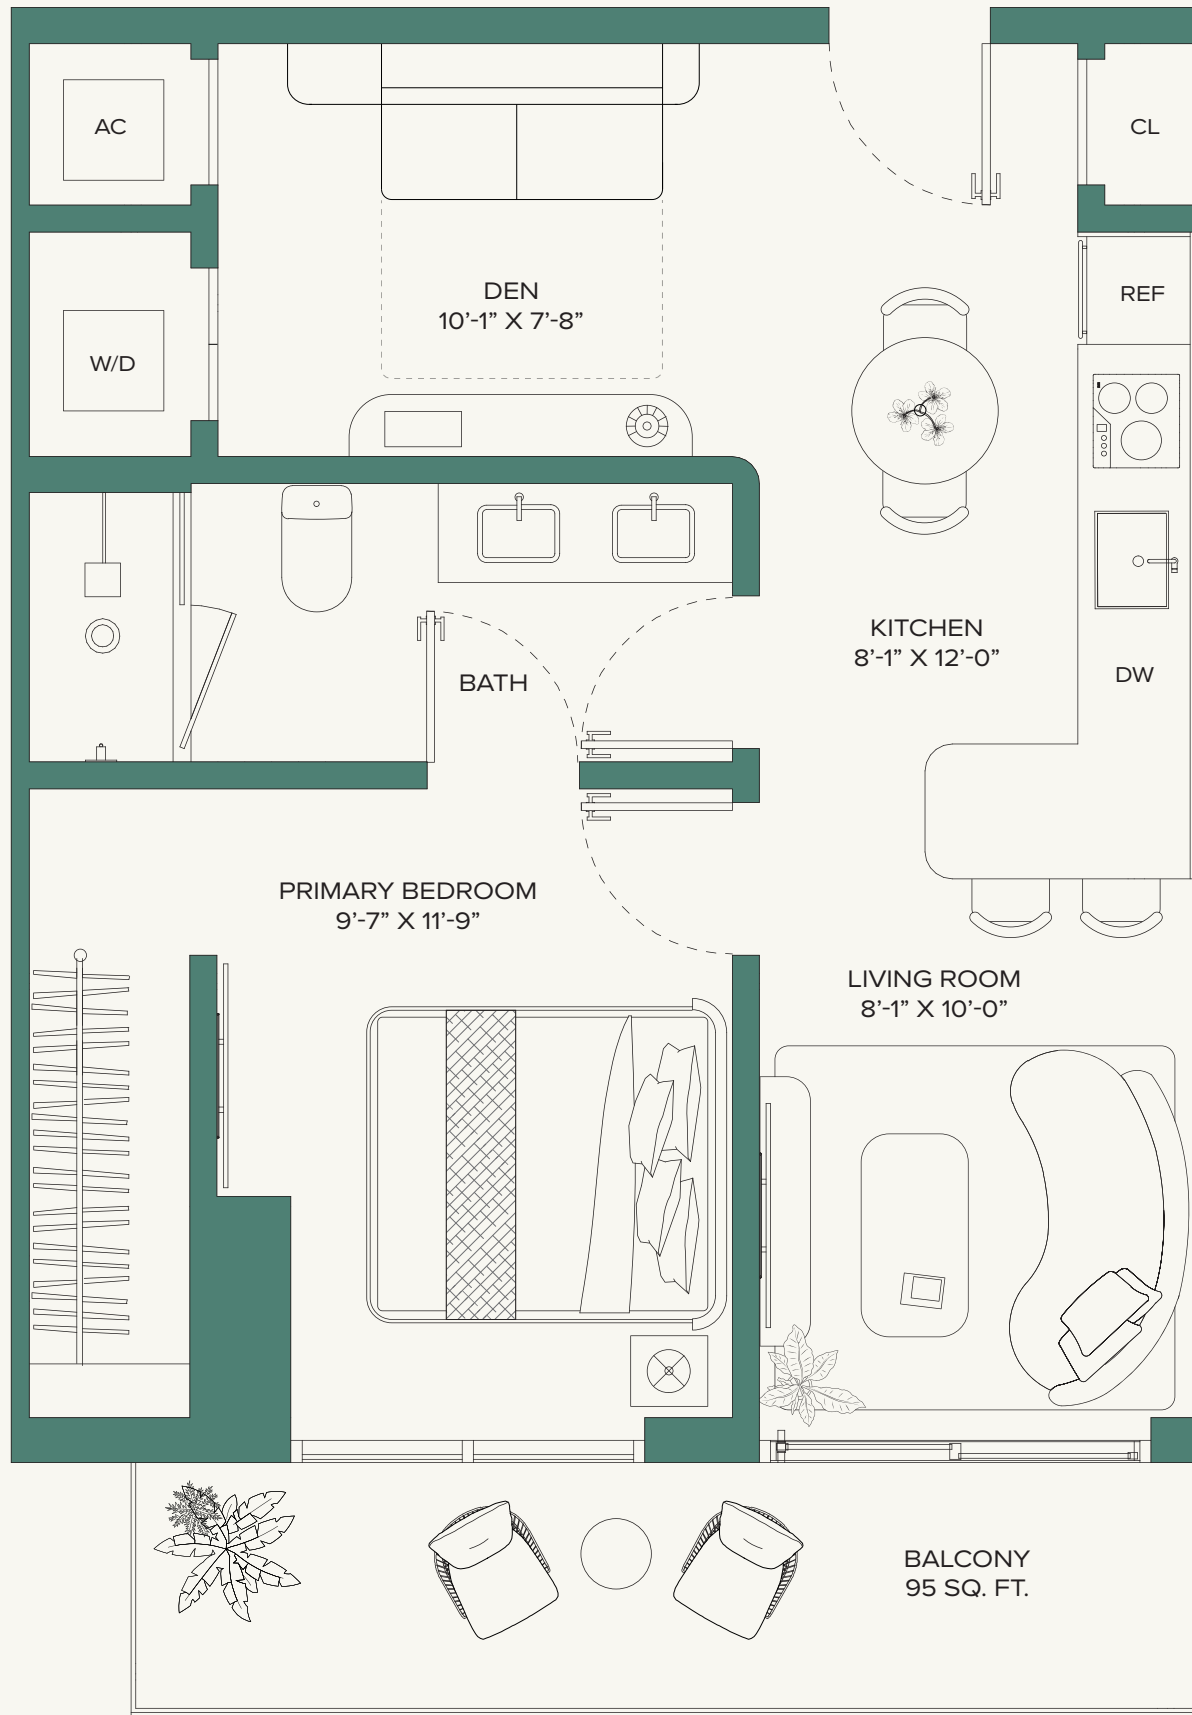 AC
CL
DEN
10’-1” X 7’-8”
REF
W/D
KITCHEN
8’-1” X 12’-0”
DW
BATH
PRIMARY BEDROOM
9’-7” X 11’-9”
LIVING ROOM
8’-1” X 10’-0”
BALCONY
95 SQ. FT.